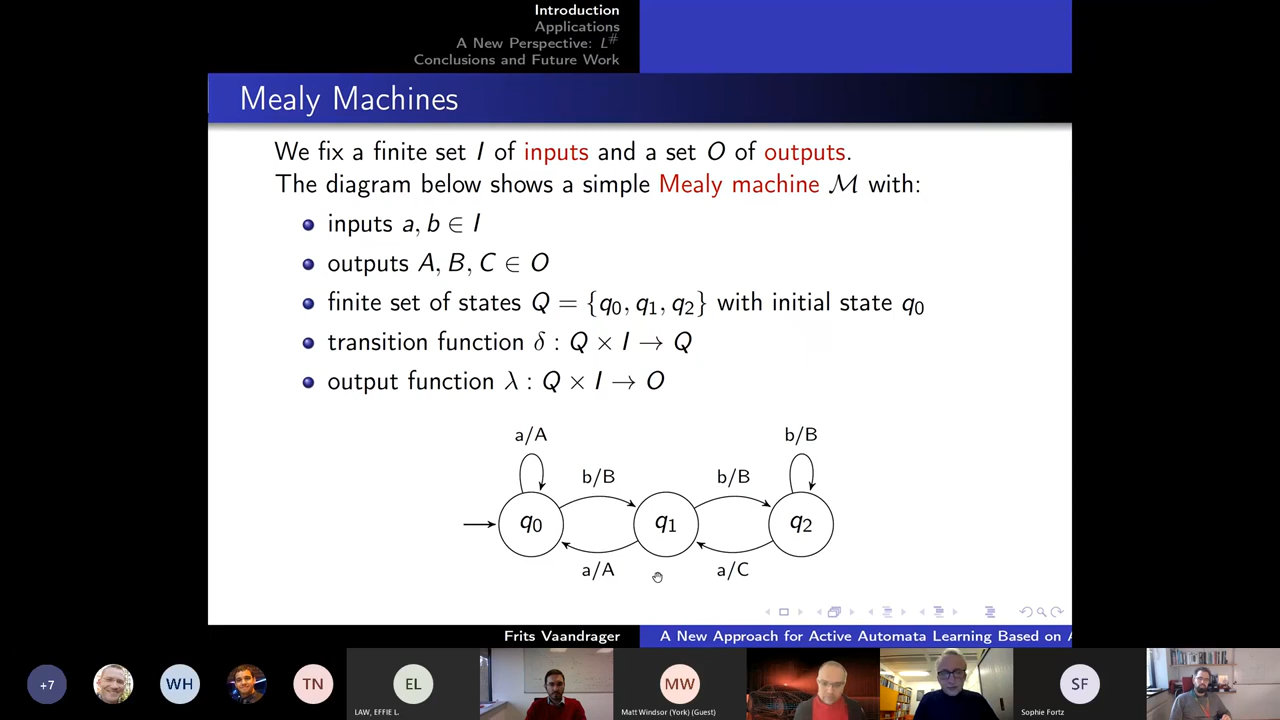 Introduction
Applications
A New Perspective: L#
Conclusions and Future Work
Mealy Machines
We fix a finite set I of inputs and a set O of outputs.
The diagram below shows a simple Mealy machine M with:
inputs a, b ∈ I
outputs A, B, C ∈ O
finite set of states Q = {q0, q1, q2} with initial state q0
transition function δ : Q × I → Q
output function λ : Q × I → O
a/A
b/B
b/B
b/B
q0
q1
q2
a/A
a/C
Frits Vaandrager
A New Approach for Active Automata Learning Based on A
+7
WH
TN
EL
MW
SF
LAW, EFFIE L.
Matt Windsor (York) (Guest)
Sophie Fortz